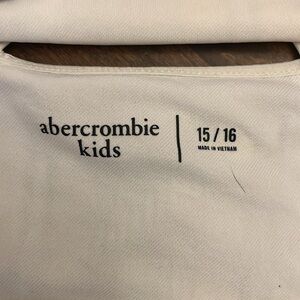 abercrombie
kids
15 / 16
MADE IN VIETNAM